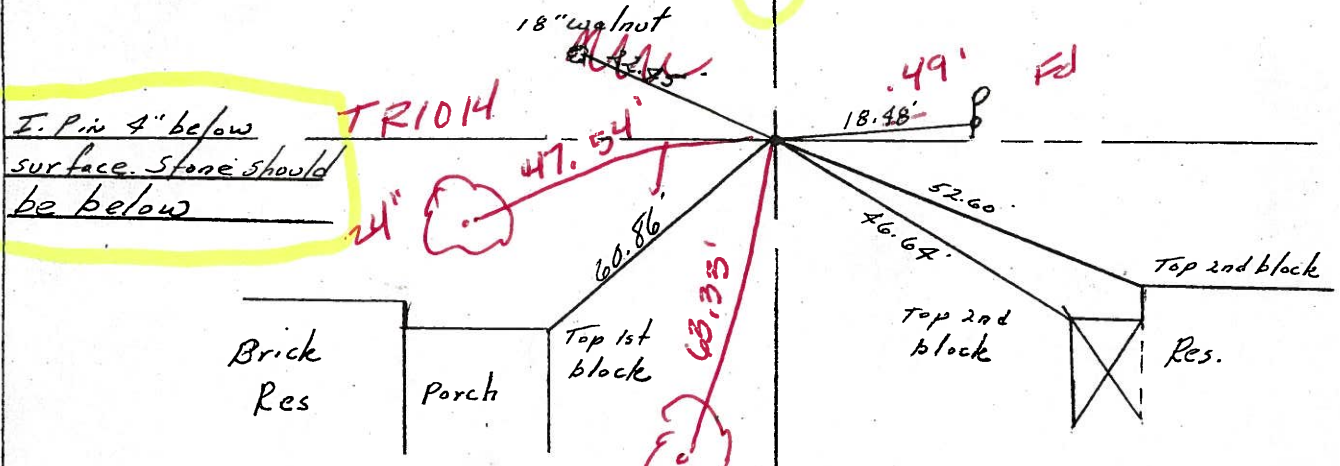 18" walnut
.49' Fd
I. Pin 4" below
surface. Stone should
be below
TR1014
18.48'
47.54'
24"
60.86'
52.60'
46.64'
63.35'
Top 2nd block
Brick
Res
Porch
Top 1st
block
Top 2nd
block
Res.